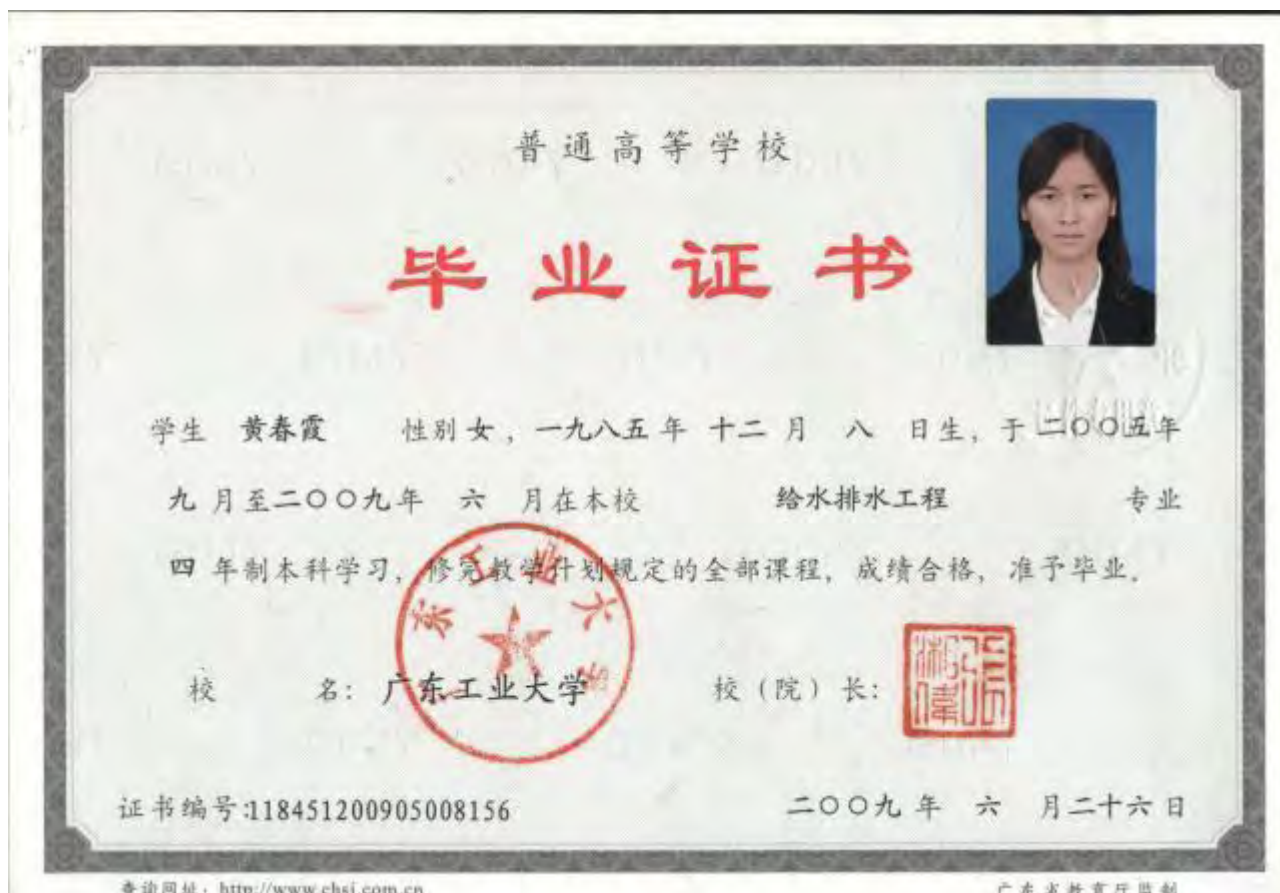 普通高等学校
毕业证书
学生 黄春霞 性别 女，一九八五 年 十二 月 八 日生，于 二〇〇五年
九 月至二〇〇九年 六 月在本校 给水排水工程 专业
四 年制本科学习，修完教学计划规定的全部课程，成绩合格，准予毕业。
校 名：广东工业大学 校（院）长：张湘伟
证书编号:118451200905008156 二〇〇九 年 六 月二十六 日
查询网址：http://www.chsi.com.cn 广东省教育厅监制